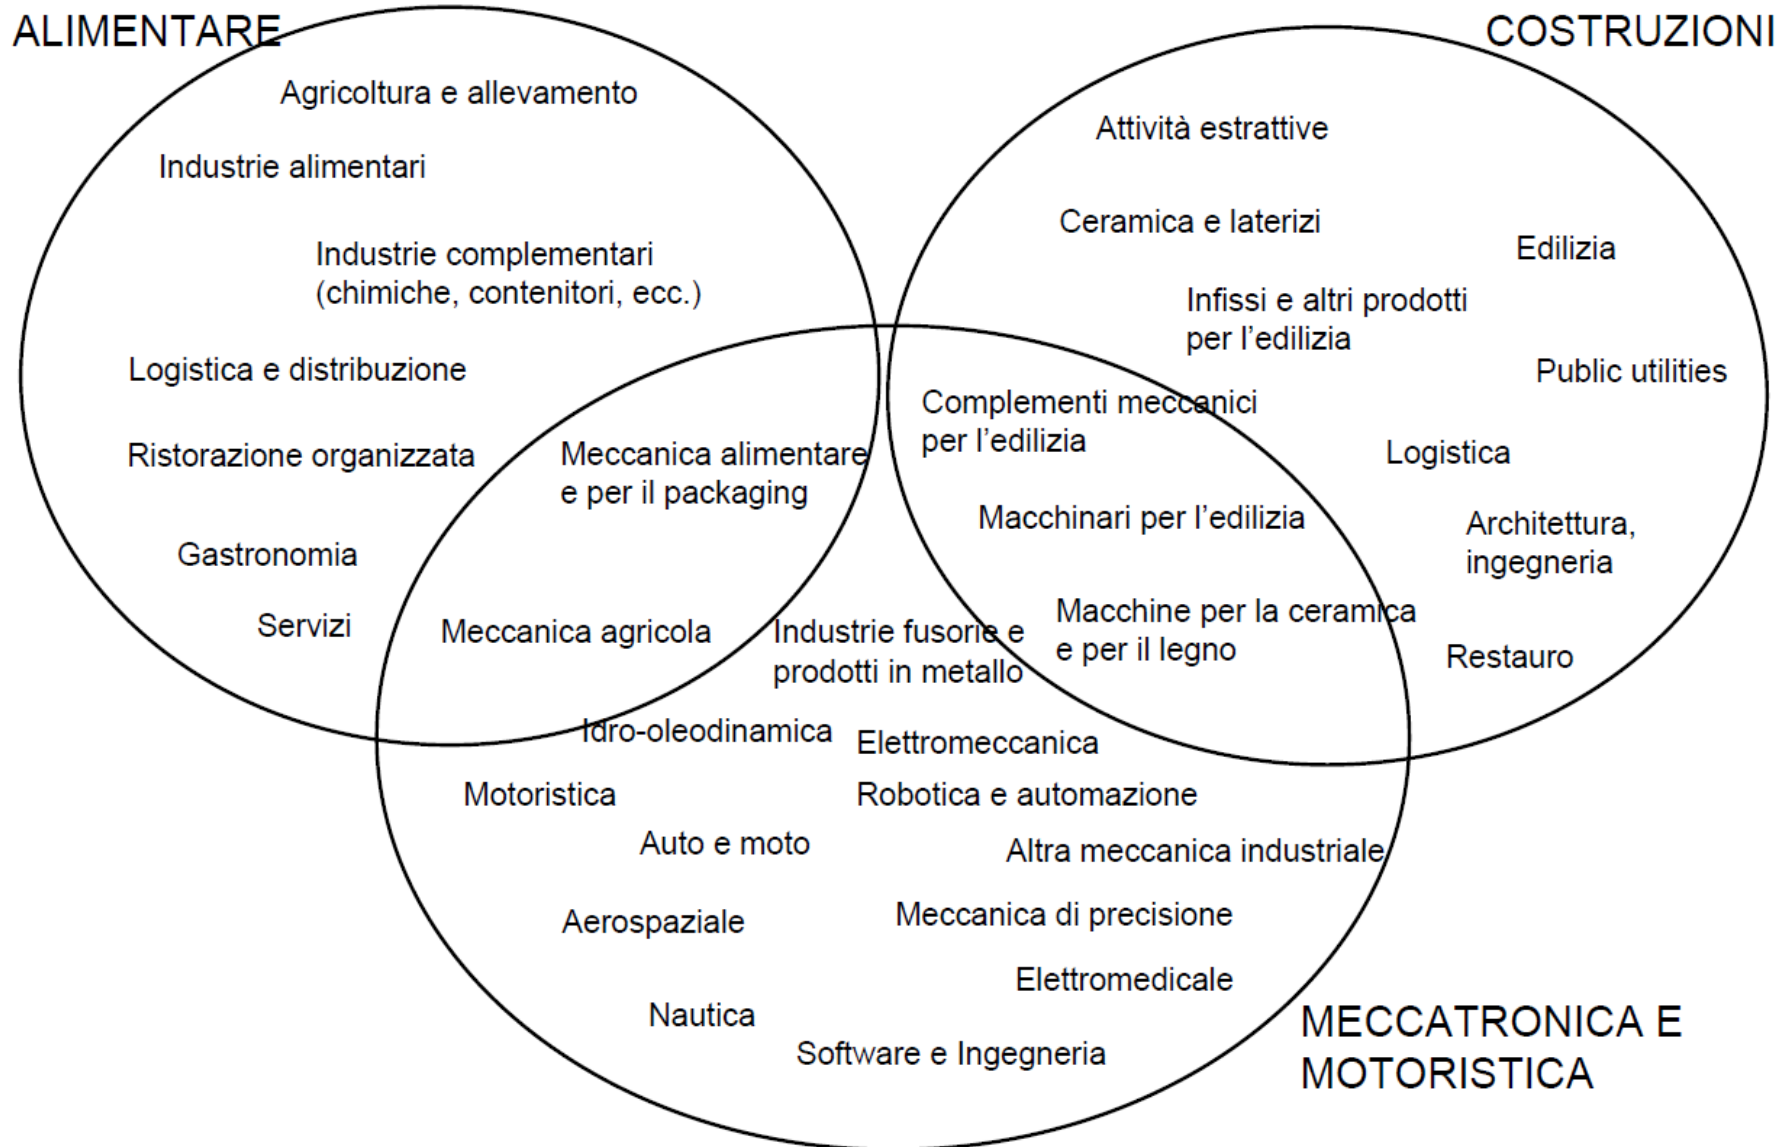 ALIMENTARE
Agricoltura e allevamento
Industrie alimentari
Industrie complementari
(chimiche, contenitori, ecc.)
Logistica e distribuzione
Ristorazione organizzata
Gastronomia
Servizi
Meccanica alimentare
e per il packaging
Meccanica agricola
COSTRUZIONI
Attività estrattive
Ceramica e laterizi
Edilizia
Infissi e altri prodotti
per l’edilizia
Public utilities
Complementi meccanici
per l’edilizia
Logistica
Macchinari per l’edilizia
Architettura,
ingegneria
Macchine per la ceramica
e per il legno
Restauro
Industrie fusorie e
prodotti in metallo
Idro-oleodinamica
Elettromeccanica
Motoristica
Robotica e automazione
Auto e moto
Altra meccanica industriale
Aerospaziale
Meccanica di precisione
Elettromedicale
Nautica
Software e Ingegneria
MECCATRONICA E
MOTORISTICA